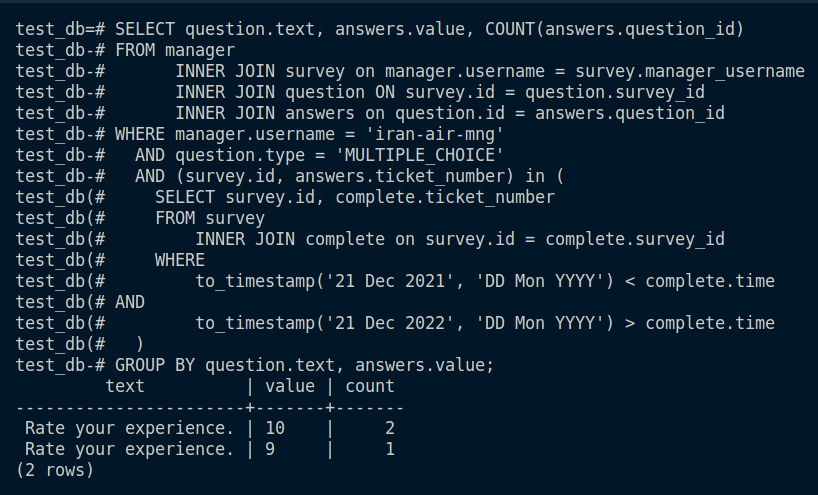 test_db=# SELECT question.text, answers.value, COUNT(answers.question_id)
test_db-# FROM manager
test_db-#       INNER JOIN survey on manager.username = survey.manager_username
test_db-#       INNER JOIN question ON survey.id = question.survey_id
test_db-#       INNER JOIN answers on question.id = answers.question_id
test_db-# WHERE manager.username = 'iran-air-mng'
test_db-#   AND question.type = 'MULTIPLE_CHOICE'
test_db-#   AND (survey.id, answers.ticket_number) in (
test_db(#     SELECT survey.id, complete.ticket_number
test_db(#     FROM survey
test_db(#         INNER JOIN complete on survey.id = complete.survey_id
test_db(#     WHERE
test_db(#         to_timestamp('21 Dec 2021', 'DD Mon YYYY') < complete.time
test_db(# AND
test_db(#         to_timestamp('21 Dec 2022', 'DD Mon YYYY') > complete.time
test_db(#   )
test_db-# GROUP BY question.text, answers.value;
         text          | value | count
-----------------------+-------+-------
 Rate your experience. | 10    |     2
 Rate your experience. | 9     |     1
(2 rows)